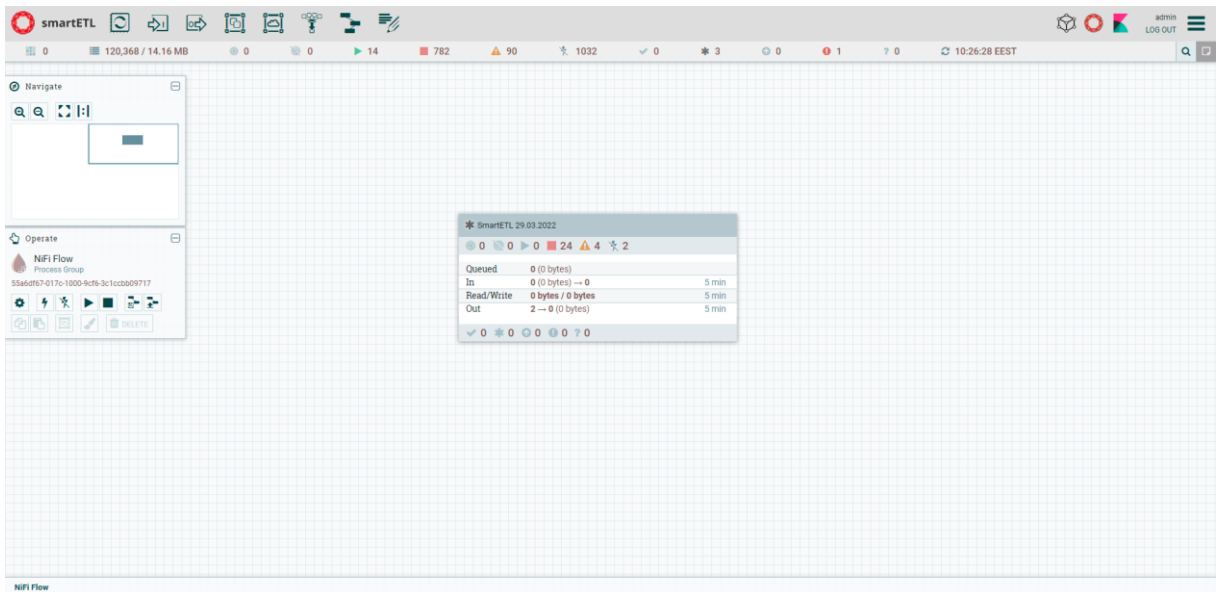 smartETL
admin
LOG OUT
0 120,368 / 14.16 MB 0 0 14 782 90 1032 0 3 0 1 ? 0 10:26:28 EEST
Navigate
Operate
NiFi Flow
Process Group
55a6df67-017c-1000-9cf6-3c1ccbb09717
DELETE
SmartETL 29.03.2022
0 0 0 24 4 2
Queued 0 (0 bytes)
In 0 (0 bytes) → 0 5 min
Read/Write 0 bytes / 0 bytes 5 min
Out 2 → 0 (0 bytes) 5 min
0 0 0 0 ? 0
NiFi Flow